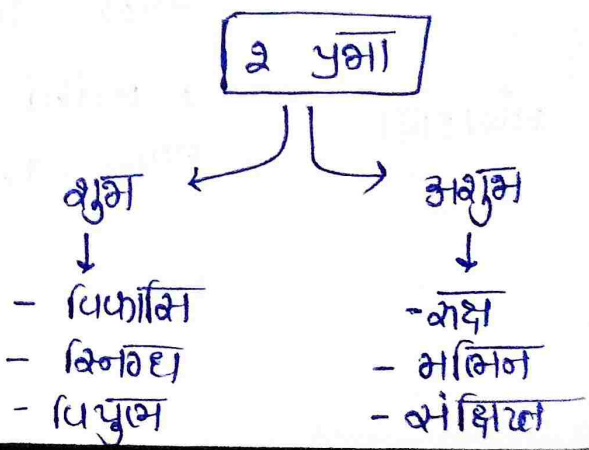 २ प्रभा
शुभ अशुभ
- विकासि - रुक्ष
- स्निग्ध - मलिन
- विपुल - संक्षिप्त